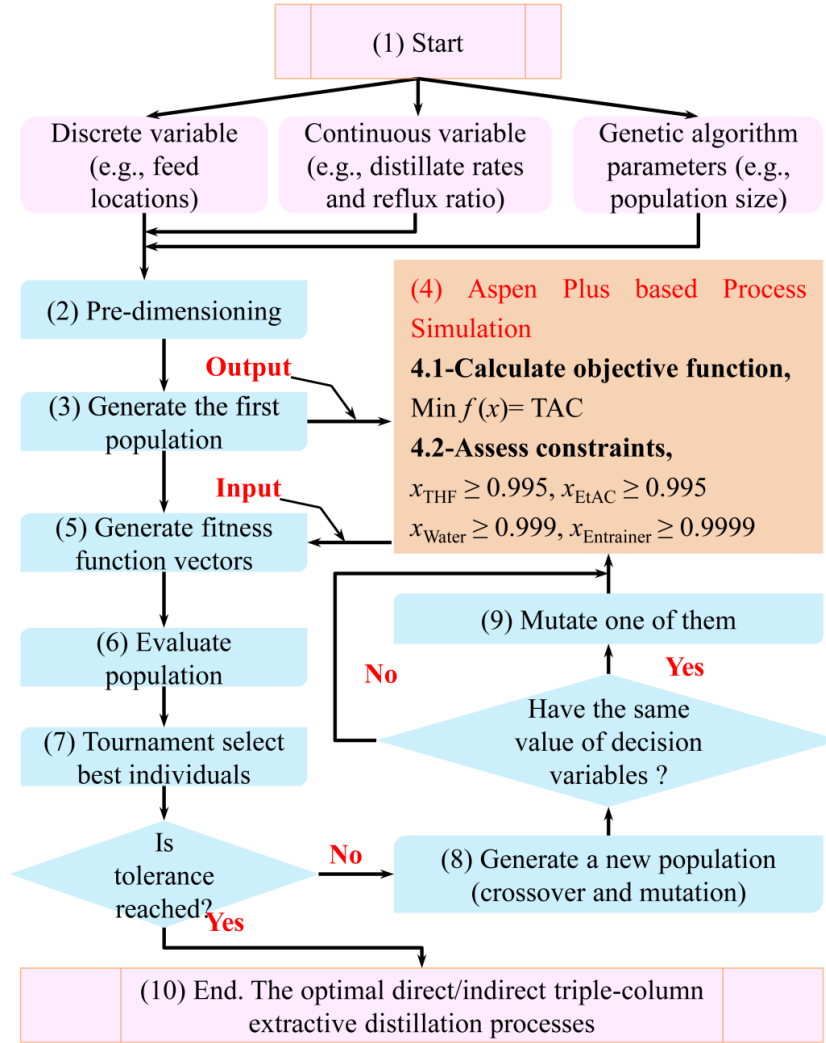 (1) Start
Discrete variable
(e.g., feed
locations)
Continuous variable
(e.g., distillate rates
and reflux ratio)
Genetic algorithm
parameters (e.g.,
population size)
(2) Pre-dimensioning
(3) Generate the first
population
Output
(4) Aspen Plus based Process
Simulation
4.1-Calculate objective function,
Min f (x)= TAC
4.2-Assess constraints,
xTHF ≥ 0.995, xEtAC ≥ 0.995
xWater ≥ 0.999, xEntrainer ≥ 0.9999
Input
(5) Generate fitness
function vectors
(6) Evaluate
population
(7) Tournament select
best individuals
Is
tolerance
reached?
No
Yes
(8) Generate a new population
(crossover and mutation)
Have the same
value of decision
variables ?
No
Yes
(9) Mutate one of them
(10) End. The optimal direct/indirect triple-column
extractive distillation processes